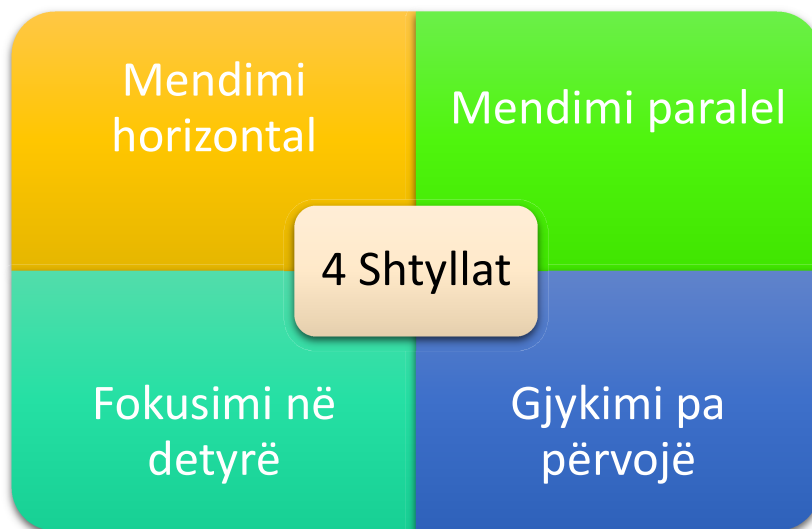 Mendimi
horizontal
Mendimi paralel
4 Shtyllat
Fokusimi në
detyrë
Gjykimi pa
përvojë